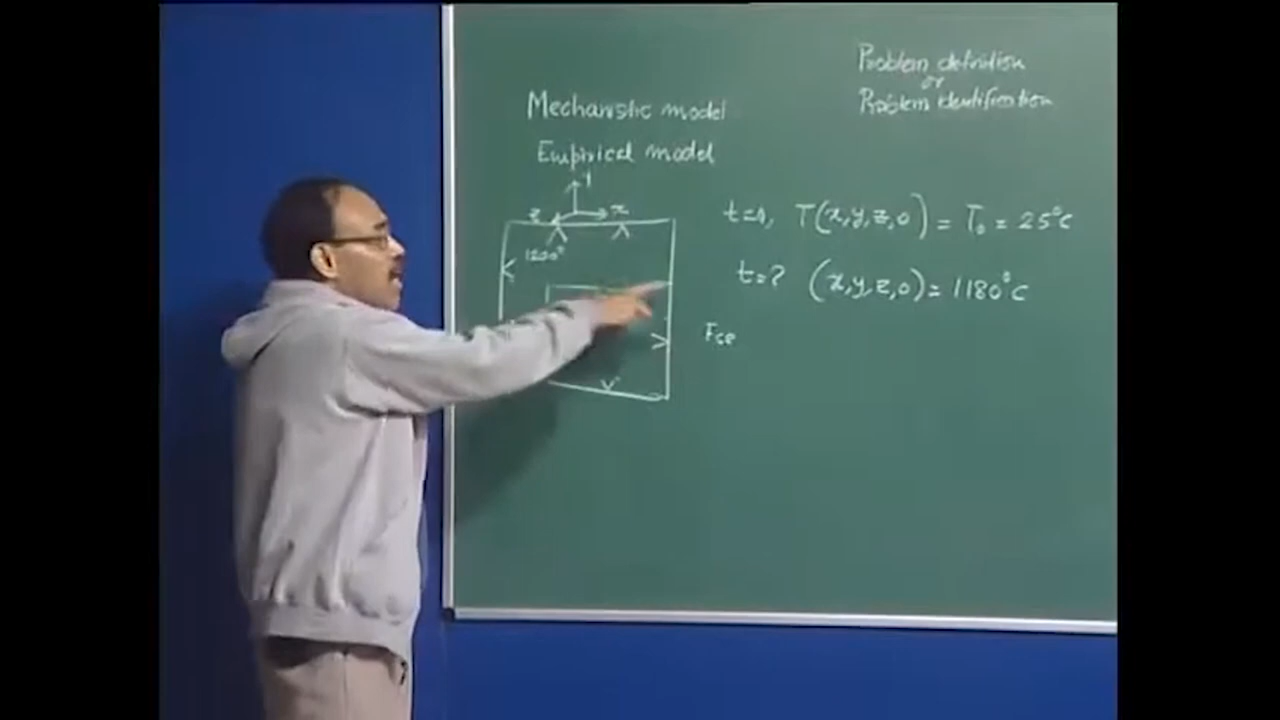 Problem definition
or
Problem identification
Mechanistic model
Empirical model
y
z x
1200°
t=0, T(x,y,z,0) = T₀ = 25°C
t=? (x,y,z,0) = 1180°C
Fce